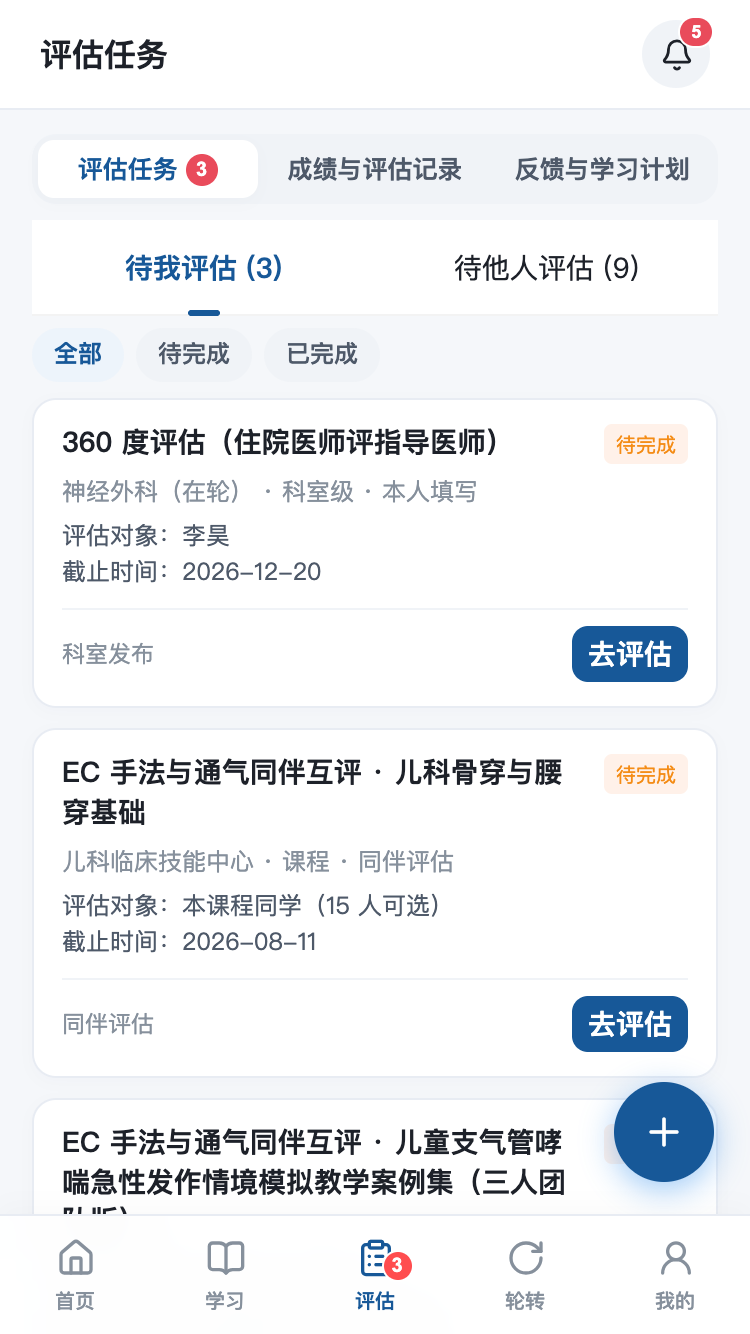 评估任务
5
评估任务 3
成绩与评估记录
反馈与学习计划
待我评估 (3)
待他人评估 (9)
全部
待完成
已完成
360 度评估（住院医师评指导医师）
待完成
神经外科（在轮） · 科室级 · 本人填写
评估对象：李昊
截止时间：2026-12-20
科室发布
去评估
EC 手法与通气同伴互评 · 儿科骨穿与腰
穿基础
待完成
儿科临床技能中心 · 课程 · 同伴评估
评估对象：本课程同学（15 人可选）
截止时间：2026-08-11
同伴评估
去评估
EC 手法与通气同伴互评 · 儿童支气管哮
喘急性发作情境模拟教学案例集（三人团
队版）
3
首页
学习
评估
轮转
我的